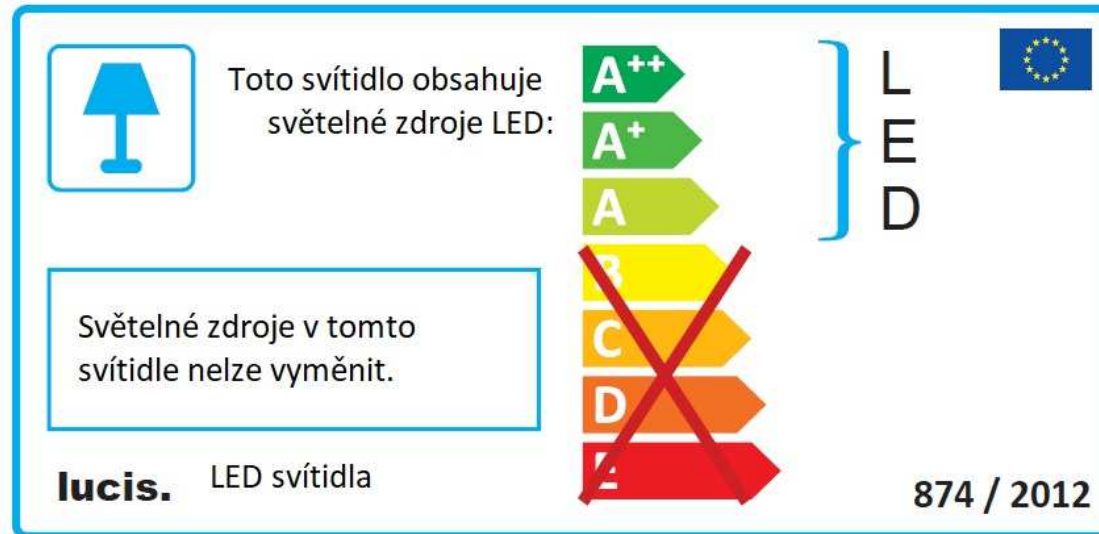 Toto svítidlo obsahuje
světelné zdroje LED:
A++
A+
A
B
C
D
E
L
E
D
Světelné zdroje v tomto
svítidle nelze vyměnit.
lucis. LED svítidla
874 / 2012